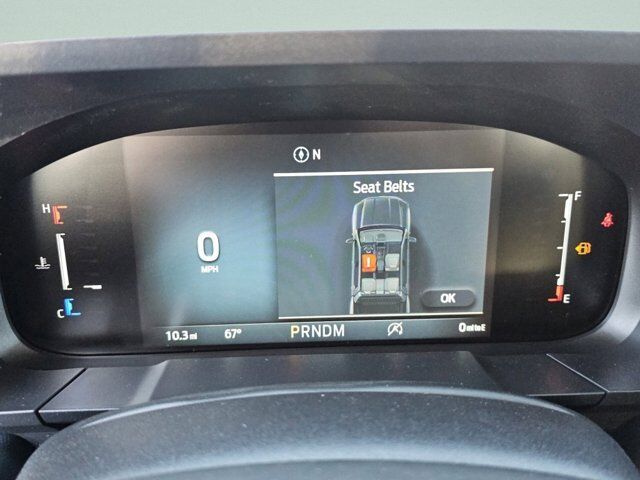 N
Seat Belts
H
F
0
MPH
!
OK
C
E
10.3 mi 67° PRNDM 0 mi to E